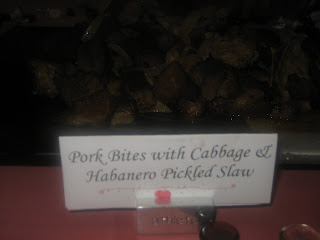 Pork Bites with Cabbage &
Habanero Pickled Slaw